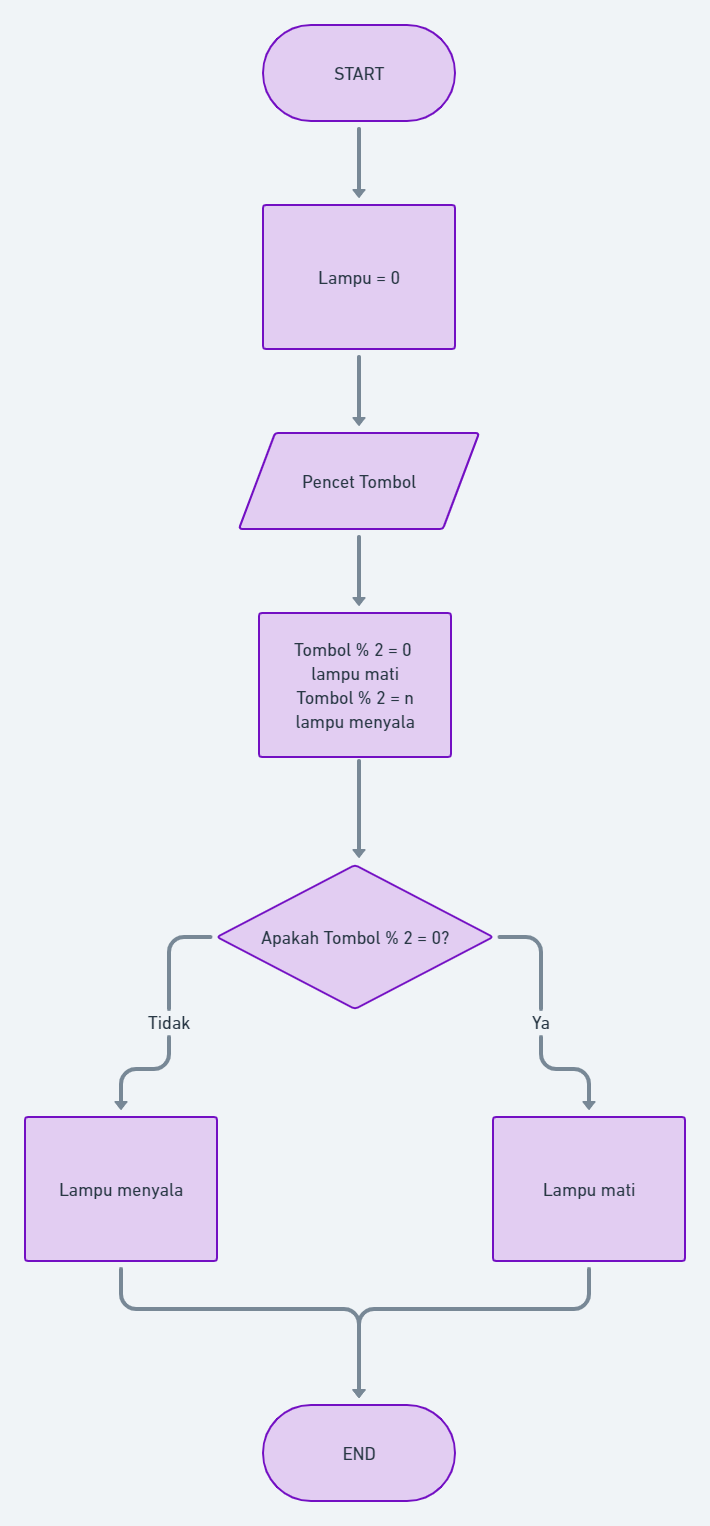 START
Lampu = 0
Pencet Tombol
Tombol % 2 = 0
lampu mati
Tombol % 2 = n
lampu menyala
Apakah Tombol % 2 = 0?
Tidak
Ya
Lampu menyala
Lampu mati
END